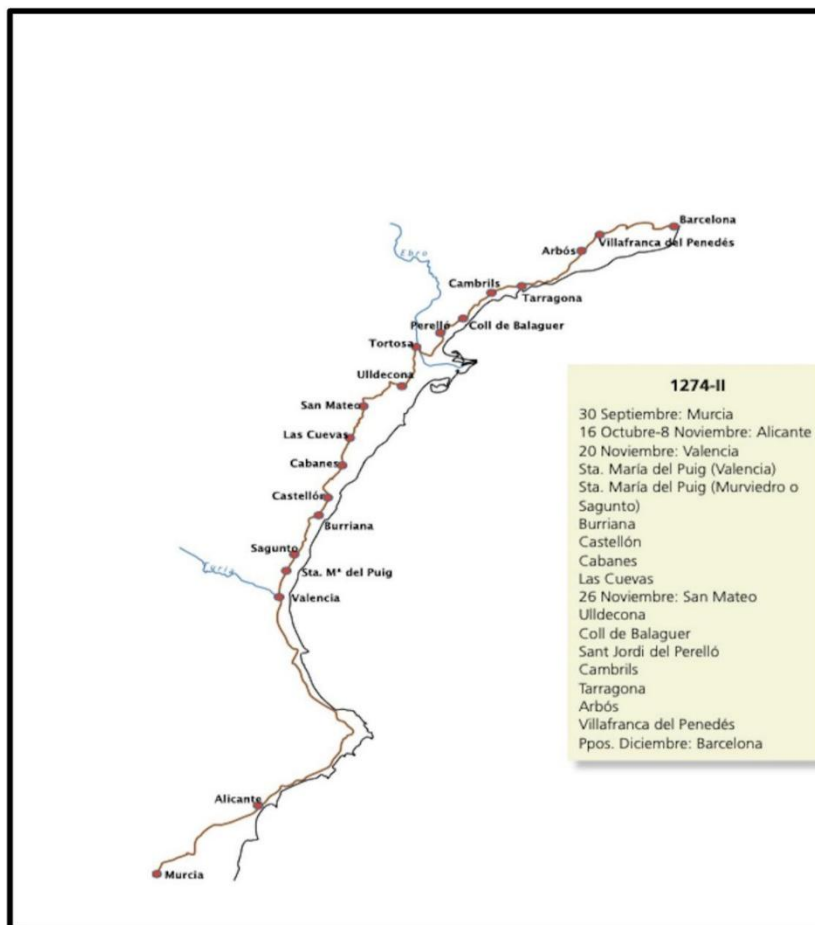 Barcelona
Villafranca del Penedés
Arbós
Ebro
Cambrils
Tarragona
Perelló
Coll de Balaguer
Tortosa
Ulldecona
San Mateo
Las Cuevas
Cabanes
Castellón
Burriana
Sagunto
Sta. Mª del Puig
Turia
Valencia
Alicante
Murcia
1274-II
30 Septiembre: Murcia
16 Octubre-8 Noviembre: Alicante
20 Noviembre: Valencia
Sta. María del Puig (Valencia)
Sta. María del Puig (Murviedro o
Sagunto)
Burriana
Castellón
Cabanes
Las Cuevas
26 Noviembre: San Mateo
Ulldecona
Coll de Balaguer
Sant Jordi del Perelló
Cambrils
Tarragona
Arbós
Villafranca del Penedés
Ppos. Diciembre: Barcelona